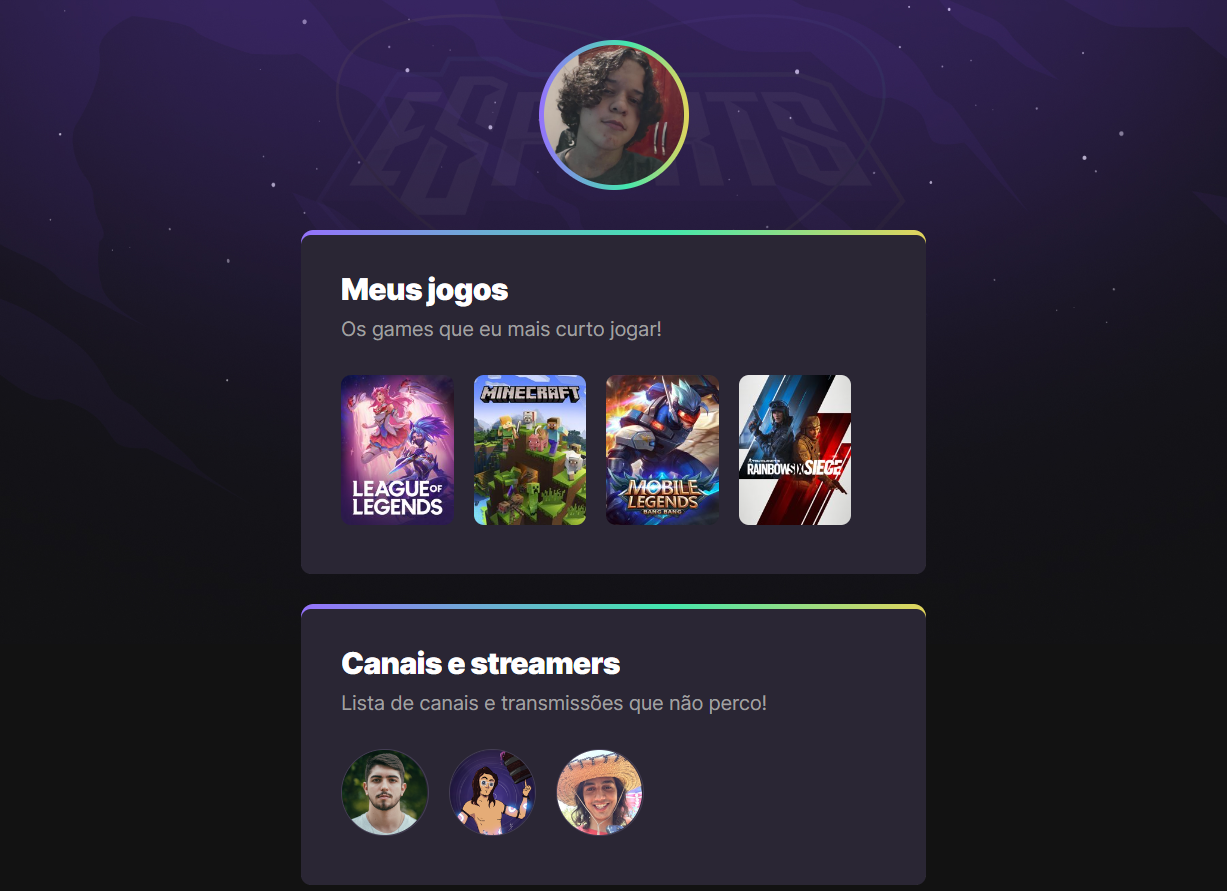 ESPORTS
Meus jogos
Os games que eu mais curto jogar!
LEAGUE OF
LEGENDS
MINECRAFT
MOBILE
LEGENDS
BANG BANG
RAINBOW SIX SIEGE
Canais e streamers
Lista de canais e transmissões que não perco!